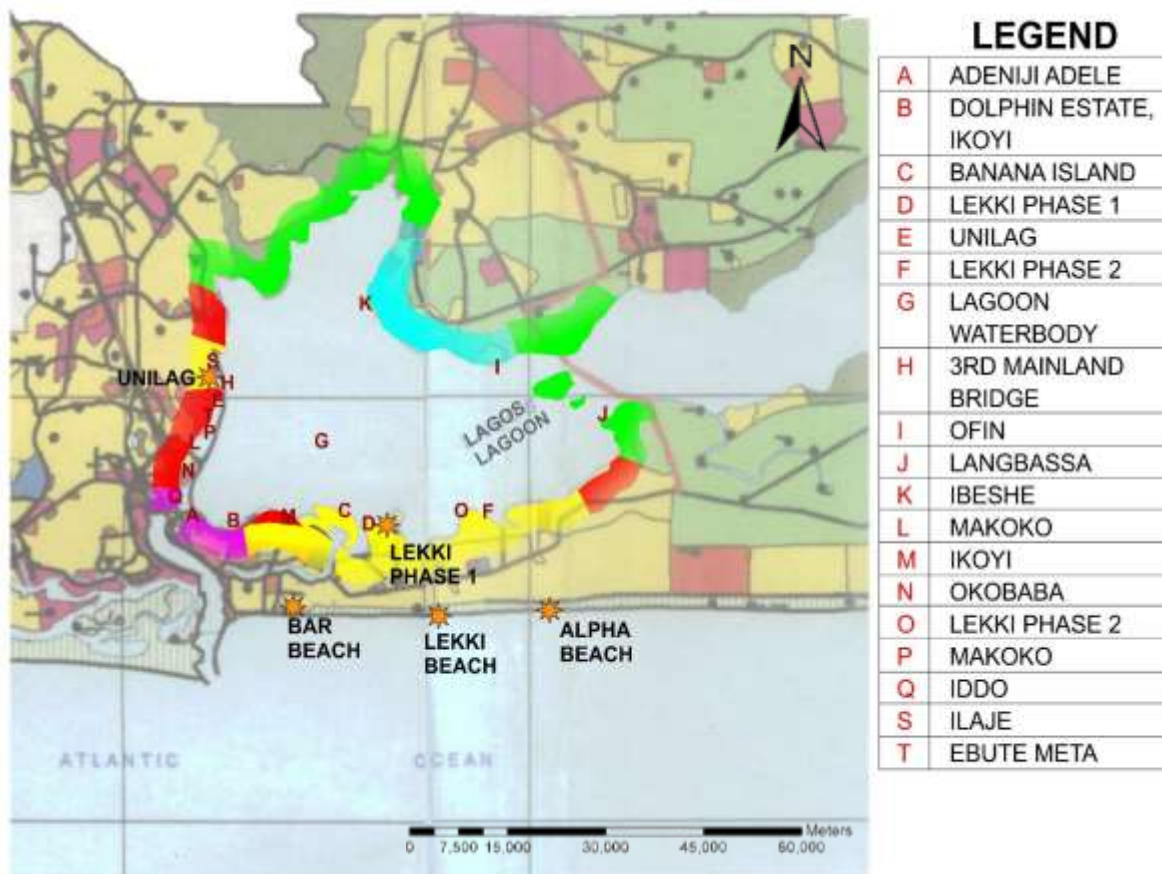 N
K
S
UNILAG
H
E
T
P
L
N
Q
A
B
M
C
D
O
F
G
I
J
LAGOS
LAGOON
LEKKI
PHASE 1
BAR
BEACH
LEKKI
BEACH
ALPHA
BEACH
ATLANTIC OCEAN
Meters
0 7,500 15,000 30,000 45,000 60,000
LEGEND
A ADENIJI ADELE
B DOLPHIN ESTATE,
IKOYI
C BANANA ISLAND
D LEKKI PHASE 1
E UNILAG
F LEKKI PHASE 2
G LAGOON
WATERBODY
H 3RD MAINLAND
BRIDGE
I OFIN
J LANGBASSA
K IBESHE
L MAKOKO
M IKOYI
N OKOBABA
O LEKKI PHASE 2
P MAKOKO
Q IDDO
S ILAJE
T EBUTE META